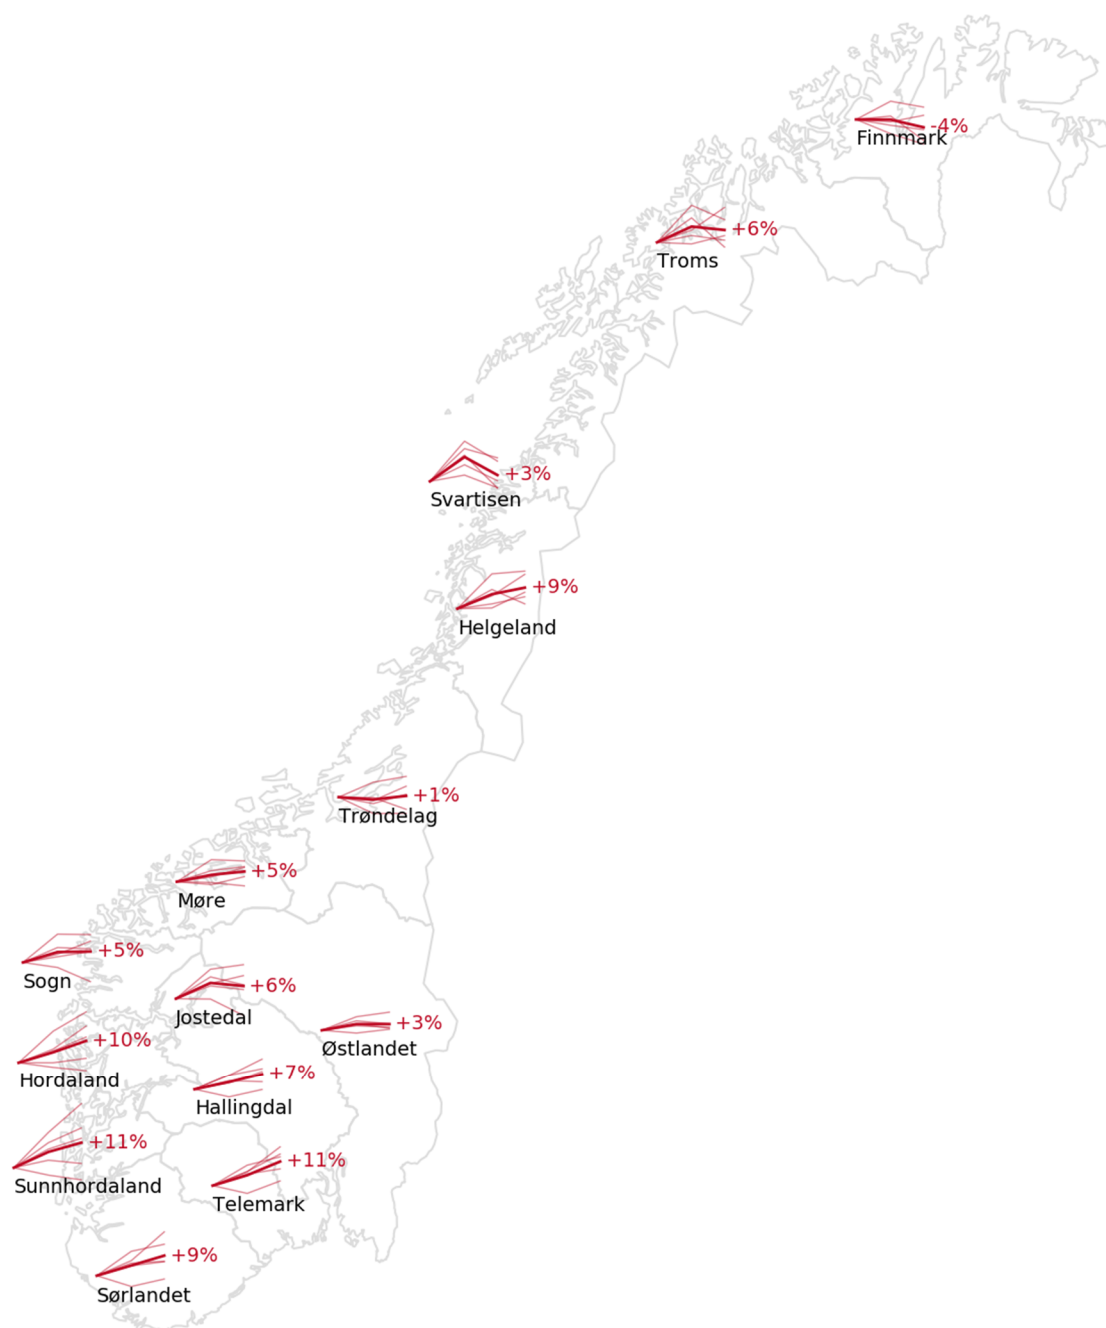 -4%
Finnmark
+6%
Troms
+3%
Svartisen
+9%
Helgeland
+1%
Trøndelag
+5%
Møre
+5%
Sogn
+6%
Jostedal
+3%
Østlandet
+10%
Hordaland
+7%
Hallingdal
+11%
Sunnhordaland
+11%
Telemark
+9%
Sørlandet